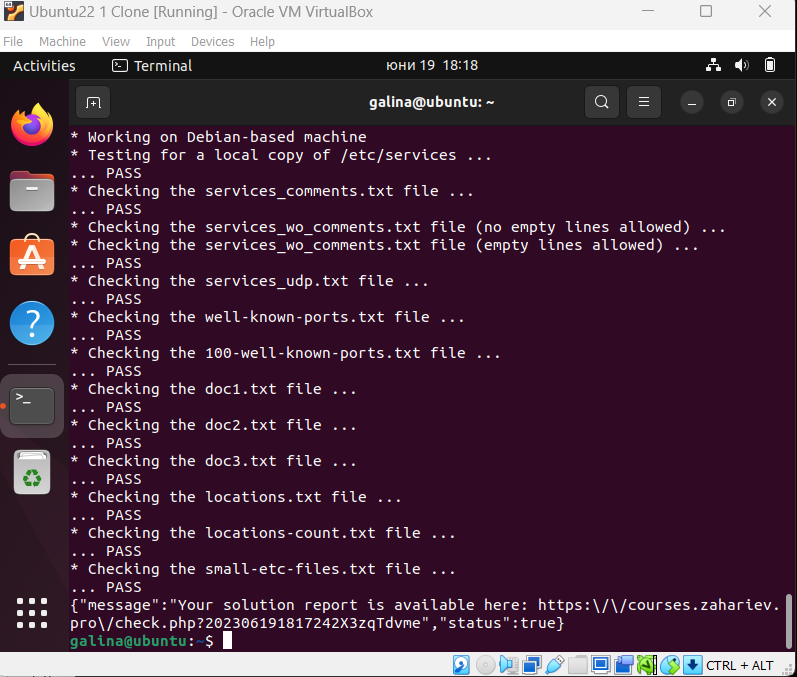 Ubuntu22 1 Clone [Running] - Oracle VM VirtualBox
File Machine View Input Devices Help
Activities Terminal юни 19 18:18
galina@ubuntu: ~
* Working on Debian-based machine
* Testing for a local copy of /etc/services ...
... PASS
* Checking the services_comments.txt file ...
... PASS
* Checking the services_wo_comments.txt file (no empty lines allowed) ...
* Checking the services_wo_comments.txt file (empty lines allowed) ...
... PASS
* Checking the services_udp.txt file ...
... PASS
* Checking the well-known-ports.txt file ...
... PASS
* Checking the 100-well-known-ports.txt file ...
... PASS
* Checking the doc1.txt file ...
... PASS
* Checking the doc2.txt file ...
... PASS
* Checking the doc3.txt file ...
... PASS
* Checking the locations.txt file ...
... PASS
* Checking the locations-count.txt file ...
... PASS
* Checking the small-etc-files.txt file ...
... PASS
{"message":"Your solution report is available here: https:\/\/courses.zahariev.
pro\/check.php?202306191817242X3zqTdvme","status":true}
galina@ubuntu:~$
CTRL + ALT